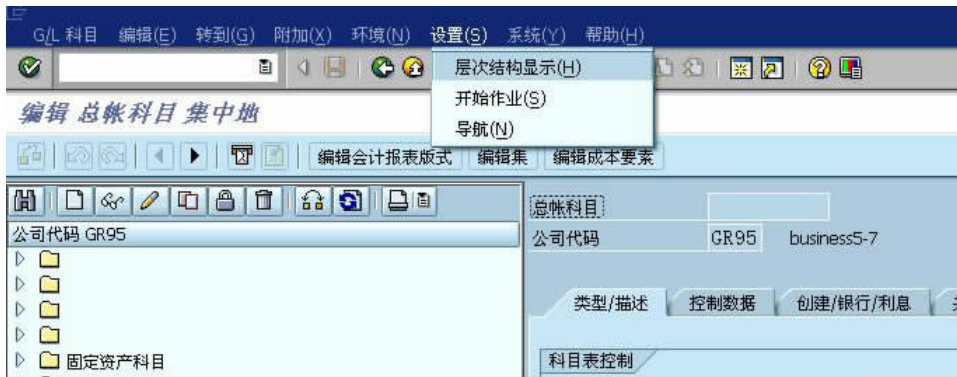 G/L 科目 编辑(E) 转到(G) 附加(X) 环境(N) 设置(S) 系统(Y) 帮助(H)
层次结构显示(H)
开始作业(S)
导航(N)
编辑 总帐科目 集中地
编辑会计报表版式 编辑集 编辑成本要素
总帐科目
公司代码 GR95
公司代码 GR95 business5-7
类型/描述 控制数据 创建/银行/利息
固定资产科目
科目表控制